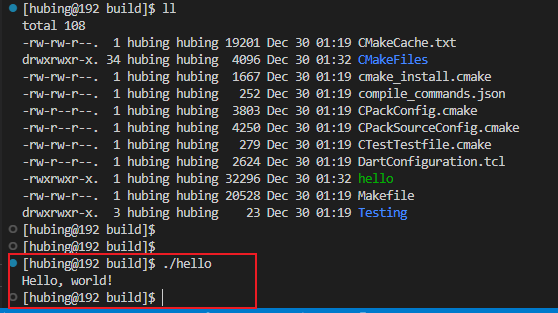 [hubing@192 build]$ ll
total 108
-rw-rw-r--. 1 hubing hubing 19201 Dec 30 01:19 CMakeCache.txt
drwxrwxr-x. 34 hubing hubing 4096 Dec 30 01:32 CMakeFiles
-rw-r--r--. 1 hubing hubing 1667 Dec 30 01:19 cmake_install.cmake
-rw-rw-r--. 1 hubing hubing 252 Dec 30 01:19 compile_commands.json
-rw-r--r--. 1 hubing hubing 3803 Dec 30 01:19 CPackConfig.cmake
-rw-r--r--. 1 hubing hubing 4250 Dec 30 01:19 CPackSourceConfig.cmake
-rw-r--r--. 1 hubing hubing 279 Dec 30 01:19 CTestTestfile.cmake
-rw-rw-r--. 1 hubing hubing 2624 Dec 30 01:19 DartConfiguration.tcl
-rwxrwxr-x. 1 hubing hubing 32296 Dec 30 01:32 hello
-rw-rw-r--. 1 hubing hubing 20528 Dec 30 01:19 Makefile
drwxrwxr-x. 3 hubing hubing 23 Dec 30 01:19 Testing
[hubing@192 build]$
[hubing@192 build]$
[hubing@192 build]$ ./hello
Hello, world!
[hubing@192 build]$